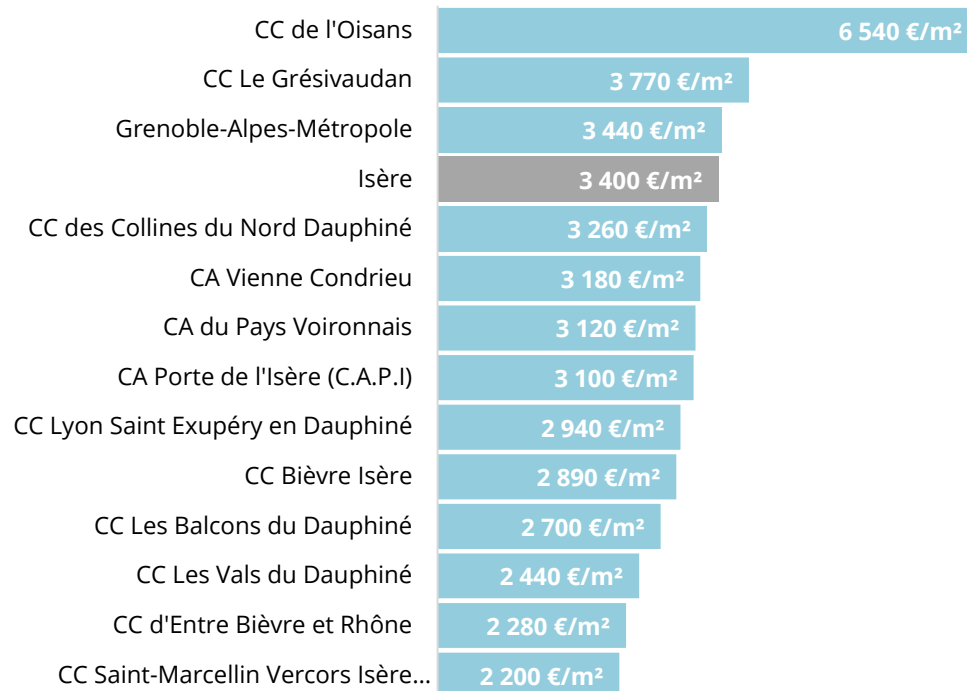 CC de l'Oisans 6 540 €/m²
CC Le Grésivaudan 3 770 €/m²
Grenoble-Alpes-Métropole 3 440 €/m²
Isère 3 400 €/m²
CC des Collines du Nord Dauphiné 3 260 €/m²
CA Vienne Condrieu 3 180 €/m²
CA du Pays Voironnais 3 120 €/m²
CA Porte de l'Isère (C.A.P.I) 3 100 €/m²
CC Lyon Saint Exupéry en Dauphiné 2 940 €/m²
CC Bièvre Isère 2 890 €/m²
CC Les Balcons du Dauphiné 2 700 €/m²
CC Les Vals du Dauphiné 2 440 €/m²
CC d'Entre Bièvre et Rhône 2 280 €/m²
CC Saint-Marcellin Vercors Isère… 2 200 €/m²